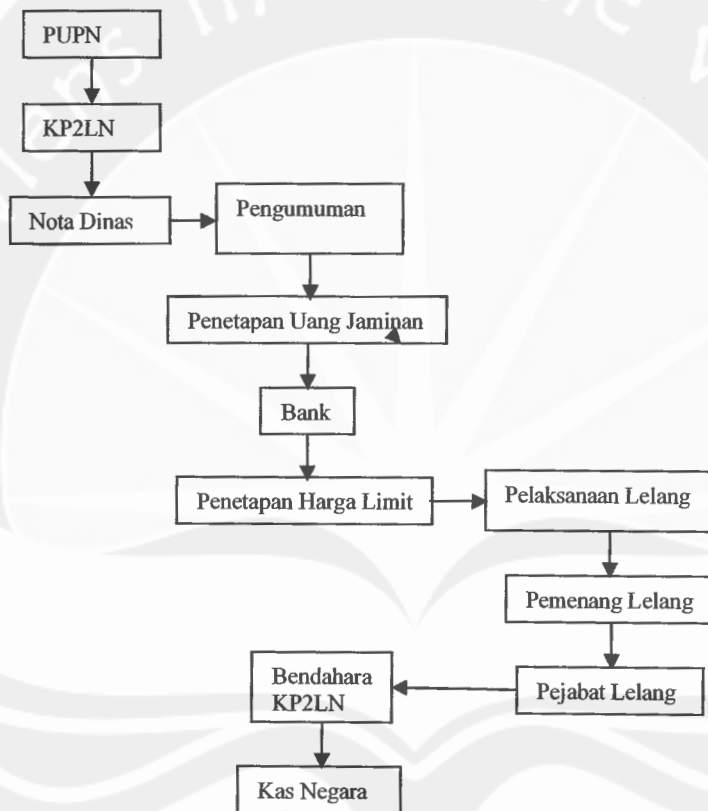 PUPN
KP2LN
Nota Dinas
Pengumuman
Penetapan Uang Jaminan
Bank
Penetapan Harga Limit
Pelaksanaan Lelang
Pemenang Lelang
Pejabat Lelang
Bendahara
KP2LN
Kas Negara